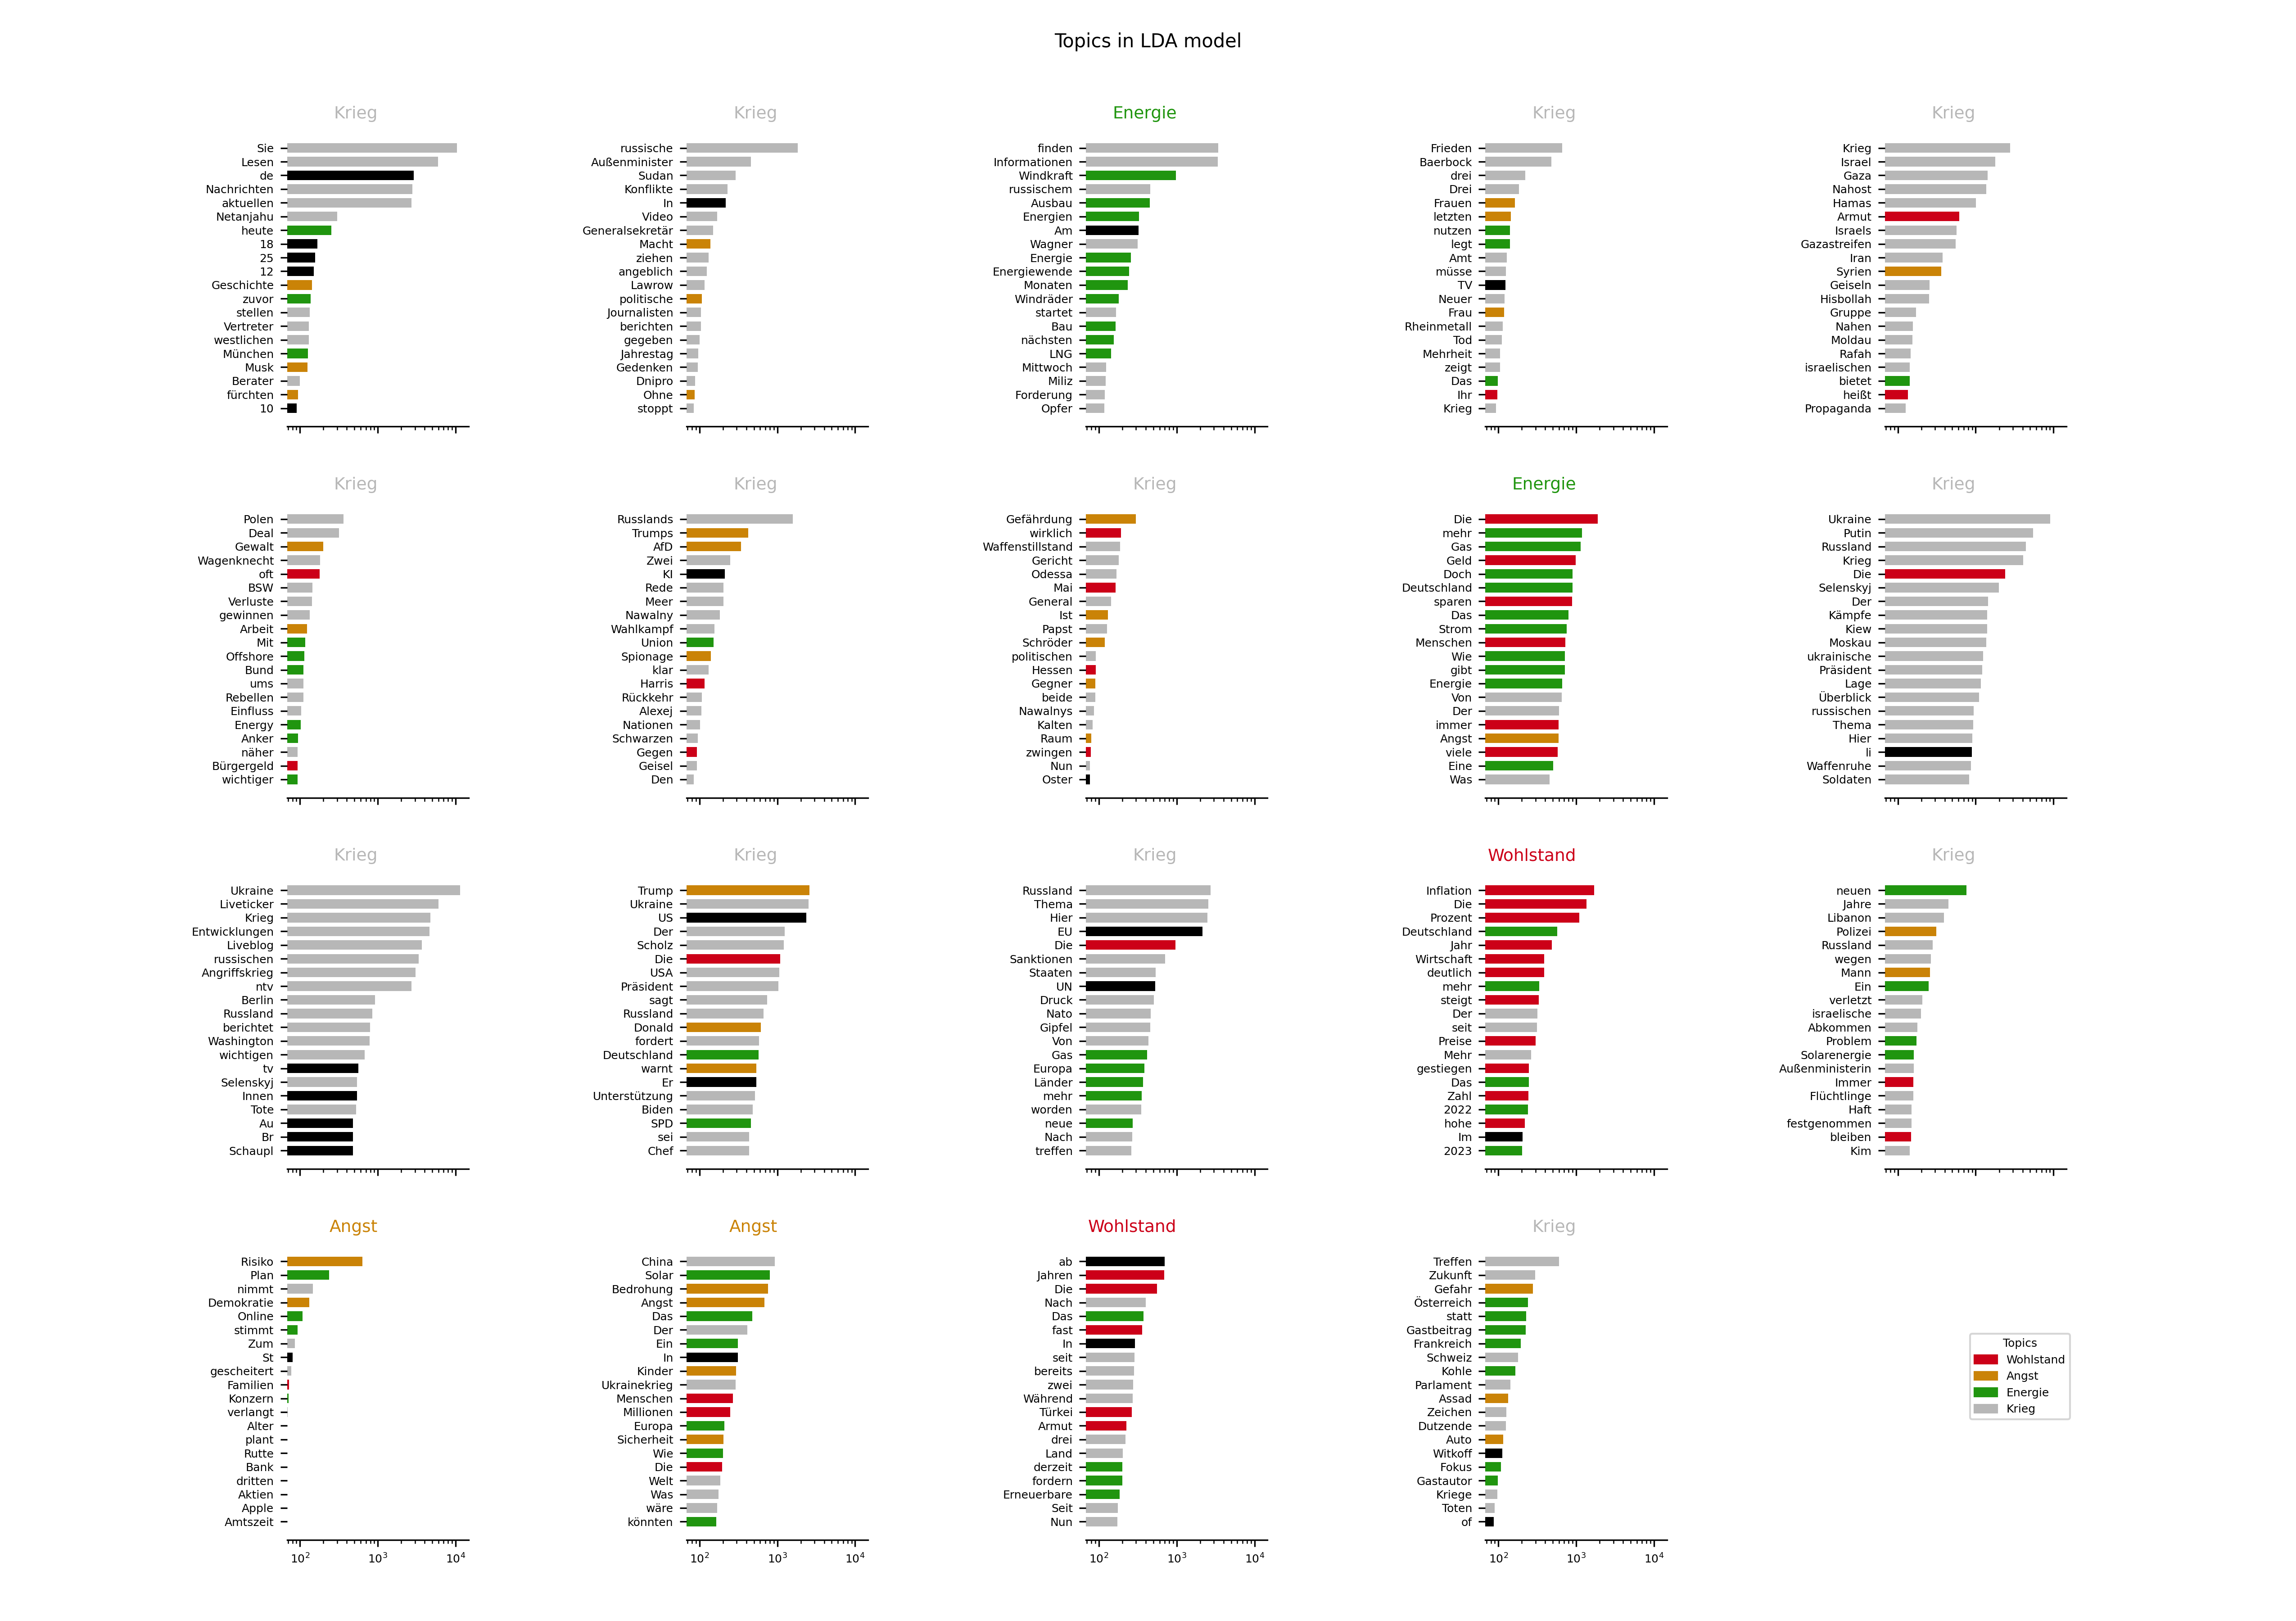 Topics in LDA model
Krieg
Sie
Lesen
de
Nachrichten
aktuellen
Netanjahu
heute
18
25
12
Geschichte
zuvor
stellen
Vertreter
westlichen
München
Musk
Berater
fürchten
10
Krieg
russische
Außenminister
Sudan
Konflikte
In
Video
Generalsekretär
Macht
ziehen
angeblich
Lawrow
politische
Journalisten
berichten
gegeben
Jahrestag
Gedenken
Dnipro
Ohne
stoppt
Energie
finden
Informationen
Windkraft
russischem
Ausbau
Energien
Am
Wagner
Energie
Energiewende
Monaten
Windräder
startet
Bau
nächsten
LNG
Mittwoch
Miliz
Forderung
Opfer
Krieg
Frieden
Baerbock
drei
Drei
Frauen
letzten
nutzen
legt
Amt
müsse
TV
Neuer
Frau
Rheinmetall
Tod
Mehrheit
zeigt
Das
Ihr
Krieg
Krieg
Krieg
Israel
Gaza
Nahost
Hamas
Armut
Israels
Gazastreifen
Iran
Syrien
Geiseln
Hisbollah
Gruppe
Nahen
Moldau
Rafah
israelischen
bietet
heißt
Propaganda
Krieg
Polen
Deal
Gewalt
Wagenknecht
oft
BSW
Verluste
gewinnen
Arbeit
Mit
Offshore
Bund
ums
Rebellen
Einfluss
Energy
Anker
näher
Bürgergeld
wichtiger
Krieg
Russlands
Trumps
AfD
Zwei
KI
Rede
Meer
Nawalny
Wahlkampf
Union
Spionage
klar
Harris
Rückkehr
Alexej
Nationen
Schwarzen
Gegen
Geisel
Den
Krieg
Gefährdung
wirklich
Waffenstillstand
Gericht
Odessa
Mai
General
Ist
Papst
Schröder
politischen
Hessen
Gegner
beide
Nawalnys
Kalten
Raum
zwingen
Nun
Oster
Energie
Die
mehr
Gas
Geld
Doch
Deutschland
sparen
Das
Strom
Menschen
Wie
gibt
Energie
Von
Der
immer
Angst
viele
Eine
Was
Krieg
Ukraine
Putin
Russland
Krieg
Die
Selenskyj
Der
Kämpfe
Kiew
Moskau
ukrainische
Präsident
Lage
Überblick
russischen
Thema
Hier
li
Waffenruhe
Soldaten
Krieg
Ukraine
Liveticker
Krieg
Entwicklungen
Liveblog
russischen
Angriffskrieg
ntv
Berlin
Russland
berichtet
Washington
wichtigen
tv
Selenskyj
Innen
Tote
Au
Br
Schaupl
Krieg
Trump
Ukraine
US
Der
Scholz
Die
USA
Präsident
sagt
Russland
Donald
fordert
Deutschland
warnt
Er
Unterstützung
Biden
SPD
sei
Chef
Krieg
Russland
Thema
Hier
EU
Die
Sanktionen
Staaten
UN
Druck
Nato
Gipfel
Von
Gas
Europa
Länder
mehr
worden
neue
Nach
treffen
Wohlstand
Inflation
Die
Prozent
Deutschland
Jahr
Wirtschaft
deutlich
mehr
steigt
Der
seit
Preise
Mehr
gestiegen
Das
Zahl
2022
hohe
Im
2023
Krieg
neuen
Jahre
Libanon
Polizei
Russland
wegen
Mann
Ein
verletzt
israelische
Abkommen
Problem
Solarenergie
Außenministerin
Immer
Flüchtlinge
Haft
festgenommen
bleiben
Kim
Angst
Risiko
Plan
nimmt
Demokratie
Online
stimmt
Zum
St
gescheitert
Familien
Konzern
verlangt
Alter
plant
Rutte
Bank
dritten
Aktien
Apple
Amtszeit
10² 10³ 10⁴
Angst
China
Solar
Bedrohung
Angst
Das
Der
Ein
In
Kinder
Ukrainekrieg
Menschen
Millionen
Europa
Sicherheit
Wie
Die
Welt
Was
wäre
könnten
10² 10³ 10⁴
Wohlstand
ab
Jahren
Die
Nach
Das
fast
In
seit
bereits
zwei
Während
Türkei
Armut
drei
Land
derzeit
fordern
Erneuerbare
Seit
Nun
10² 10³ 10⁴
Krieg
Treffen
Zukunft
Gefahr
Österreich
statt
Gastbeitrag
Frankreich
Schweiz
Kohle
Parlament
Assad
Zeichen
Dutzende
Auto
Witkoff
Fokus
Gastautor
Kriege
Toten
of
10² 10³ 10⁴
Topics
Wohlstand
Angst
Energie
Krieg